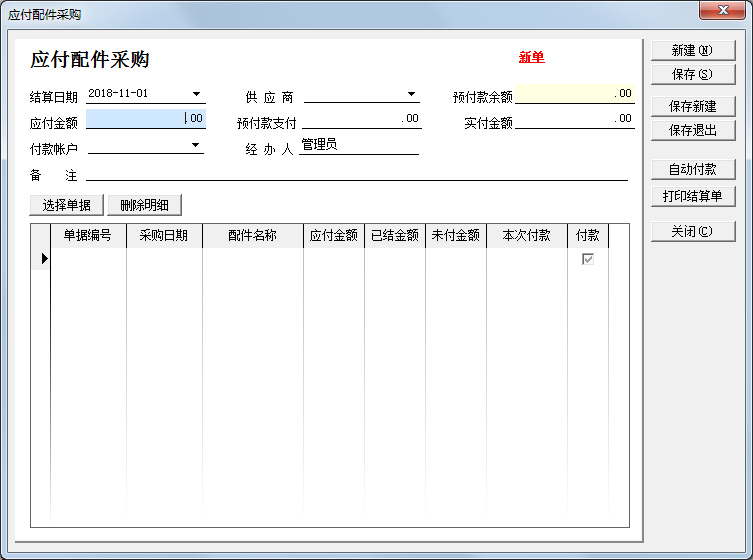 应付配件采购
应付配件采购
新单
结算日期 2018-11-01 供 应 商 预付款余额 .00
应付金额 .00 预付款支付 .00 实付金额 .00
付款帐户 经 办 人 管理员
备 注
选择单据 删除明细
单据编号 采购日期 配件名称 应付金额 已结金额 未付金额 本次付款 付款
新建(N)
保存(S)
保存新建
保存退出
自动付款
打印结算单
关闭(C)